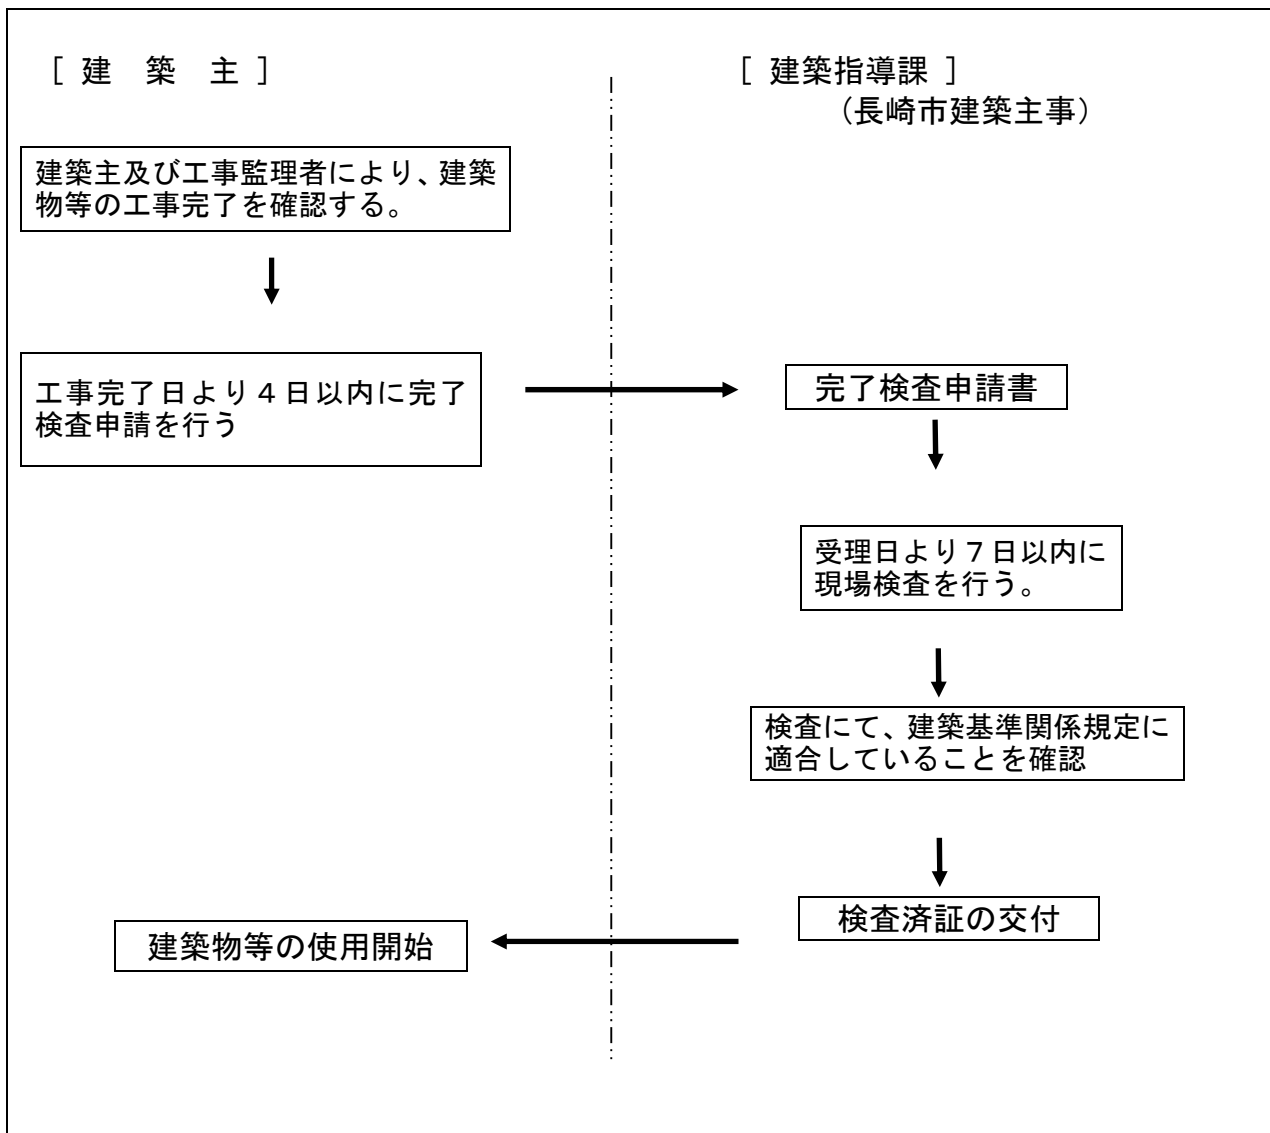 [ 建　築　主 ]
[ 建築指導課 ]
（長崎市建築主事）
建築主及び工事監理者により、建築
物等の工事完了を確認する。
工事完了日より４日以内に完了
検査申請を行う
完了検査申請書
受理日より７日以内に
現場検査を行う。
検査にて、建築基準関係規定に
適合していることを確認
検査済証の交付
建築物等の使用開始